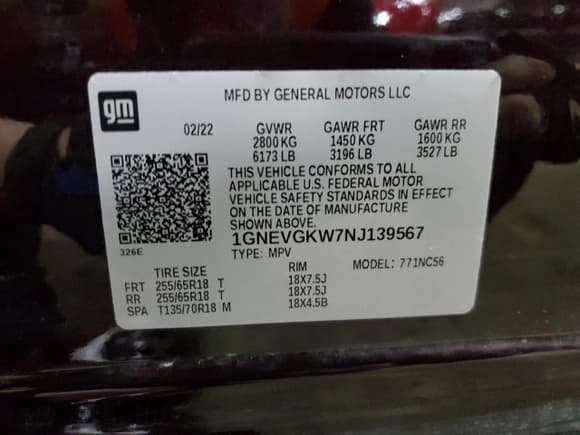 gm
MFD BY GENERAL MOTORS LLC
02/22 GVWR GAWR FRT GAWR RR
2800 KG 1450 KG 1600 KG
6173 LB 3196 LB 3527 LB
THIS VEHICLE CONFORMS TO ALL
APPLICABLE U.S. FEDERAL MOTOR
VEHICLE SAFETY STANDARDS IN EFFECT
ON THE DATE OF MANUFACTURE
SHOWN ABOVE.
326E
1GNEVGKW7NJ139567
TYPE: MPV MODEL: 771NC56
TIRE SIZE RIM
FRT 255/65R18 T 18X7.5J
RR 255/65R18 T 18X7.5J
SPA T135/70R18 M 18X4.5B